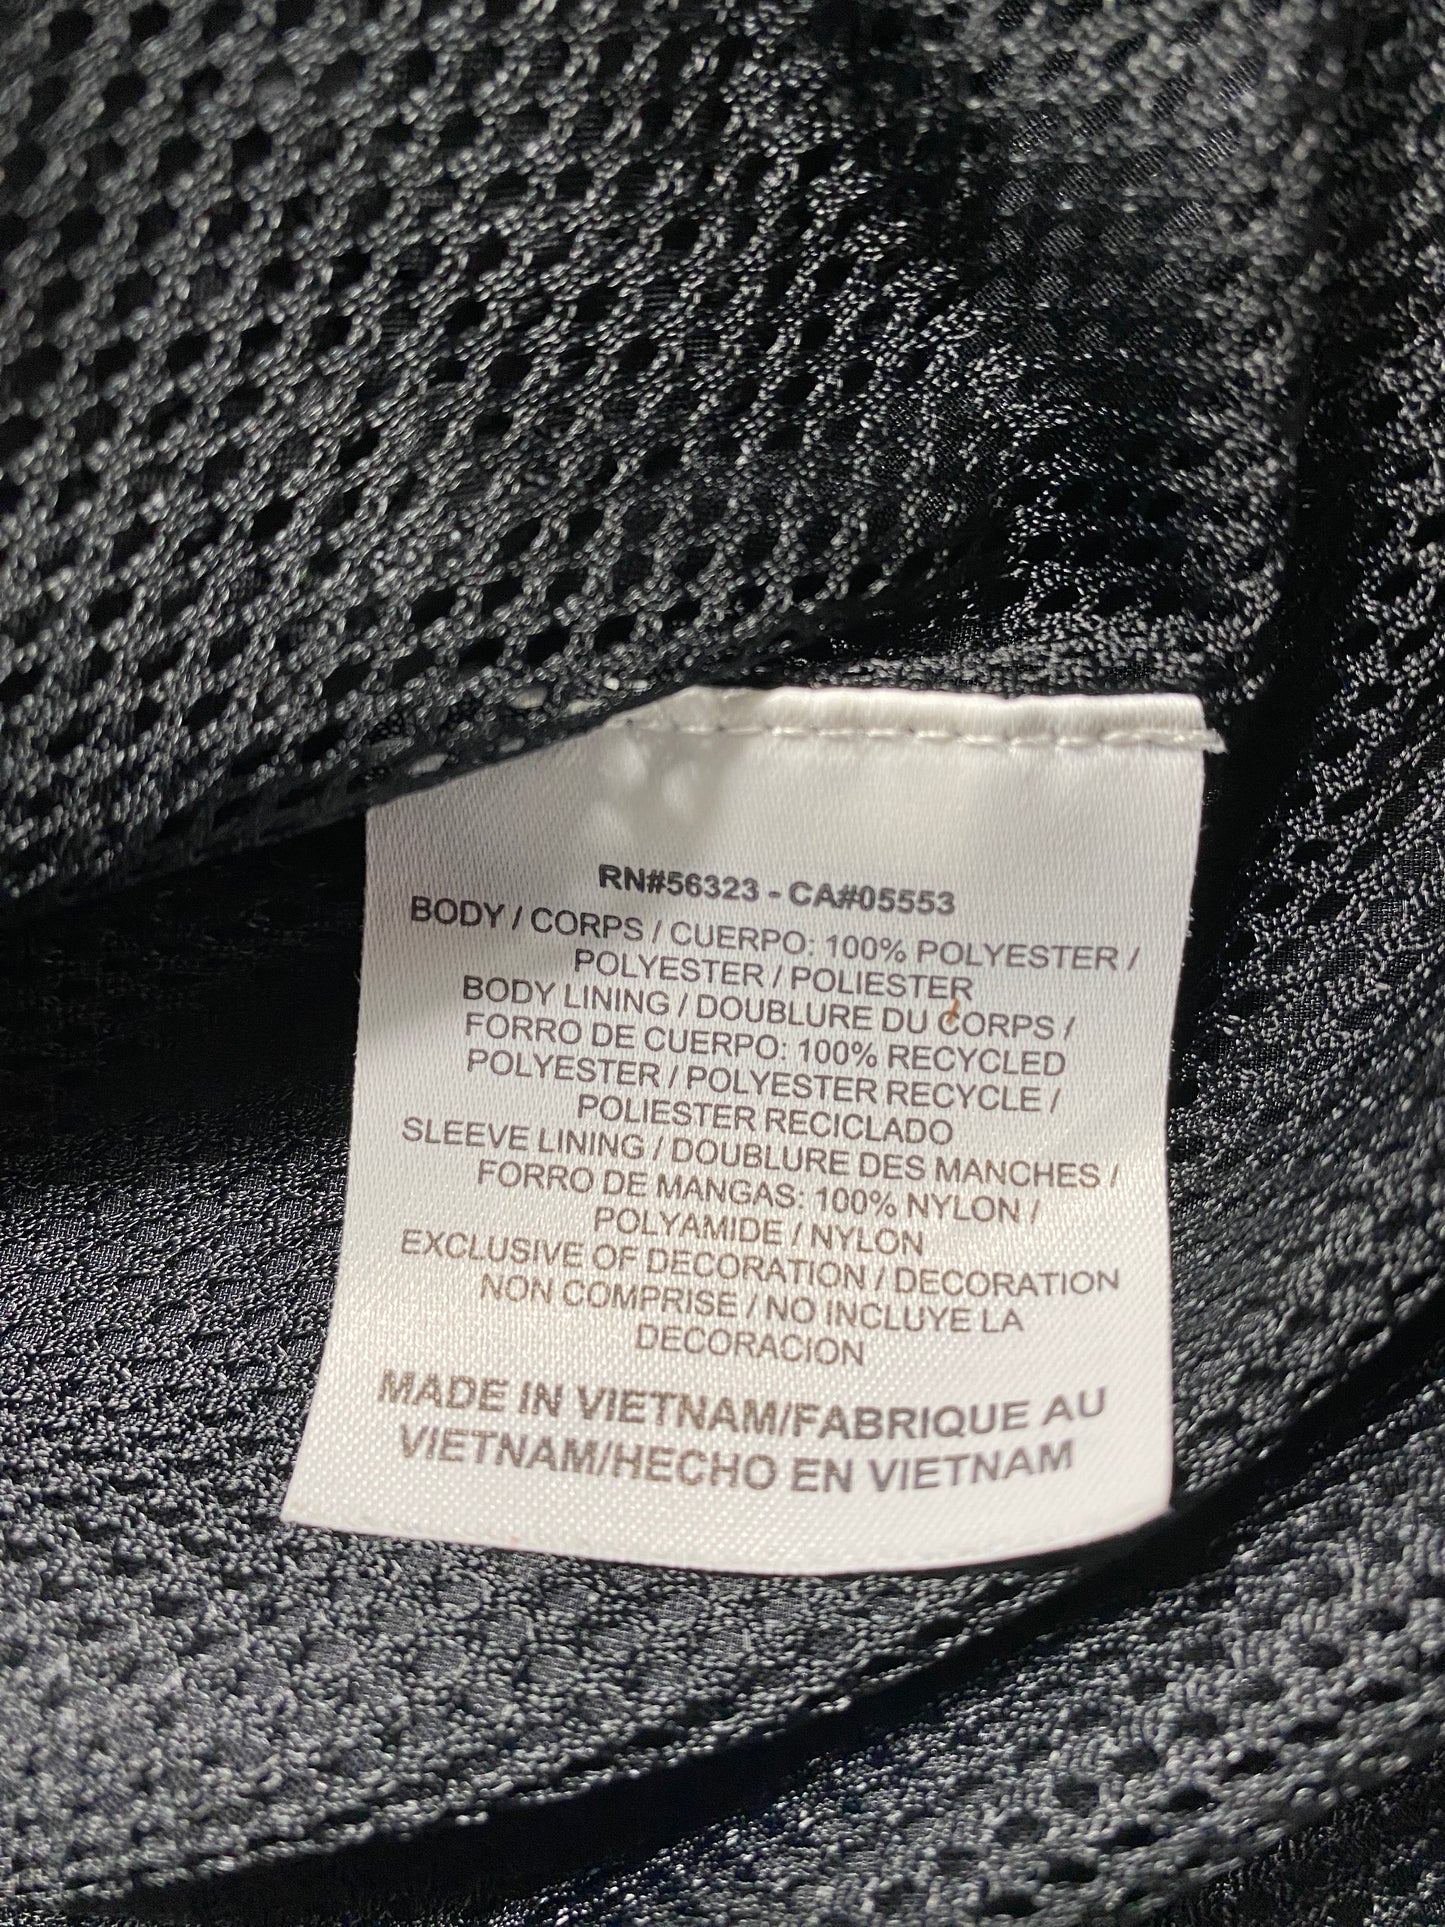 RN#56323 - CA#05553
BODY / CORPS / CUERPO: 100% POLYESTER /
POLYESTER / POLIESTER
BODY LINING / DOUBLURE DU CORPS /
FORRO DE CUERPO: 100% RECYCLED
POLYESTER / POLYESTER RECYCLE /
POLIESTER RECICLADO
SLEEVE LINING / DOUBLURE DES MANCHES /
FORRO DE MANGAS: 100% NYLON /
POLYAMIDE / NYLON
EXCLUSIVE OF DECORATION / DECORATION
NON COMPRISE / NO INCLUYE LA
DECORACION
MADE IN VIETNAM/FABRIQUE AU
VIETNAM/HECHO EN VIETNAM